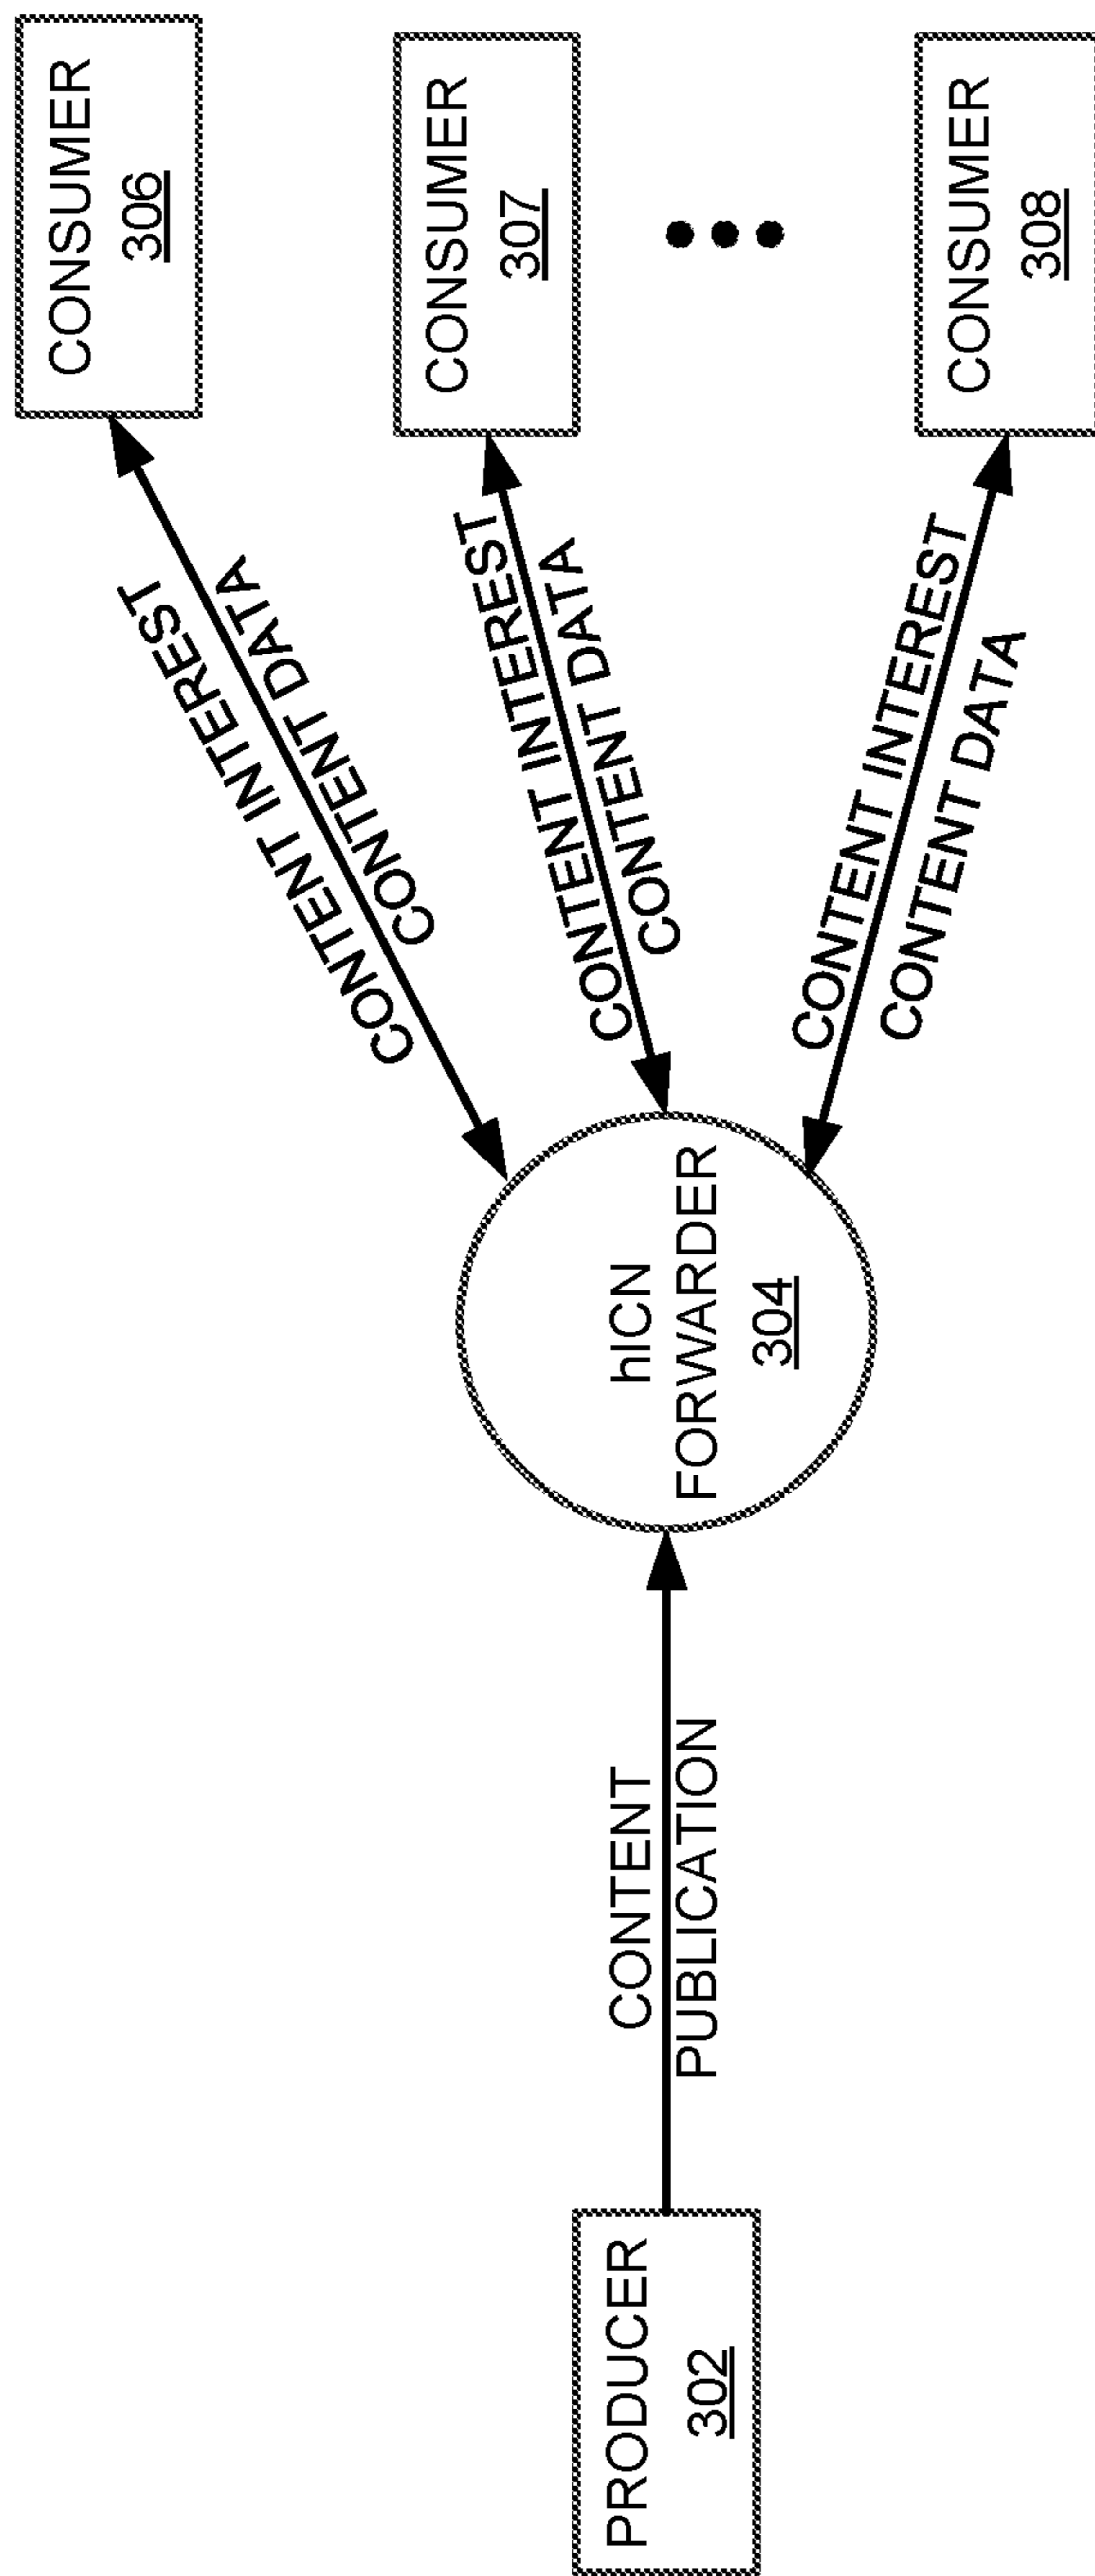 PRODUCER
302
CONTENT
PUBLICATION
hICN
FORWARDER
304
CONTENT INTEREST
CONTENT DATA
CONSUMER
306
CONTENT INTEREST
CONTENT DATA
CONSUMER
307
CONTENT INTEREST
CONTENT DATA
CONSUMER
308